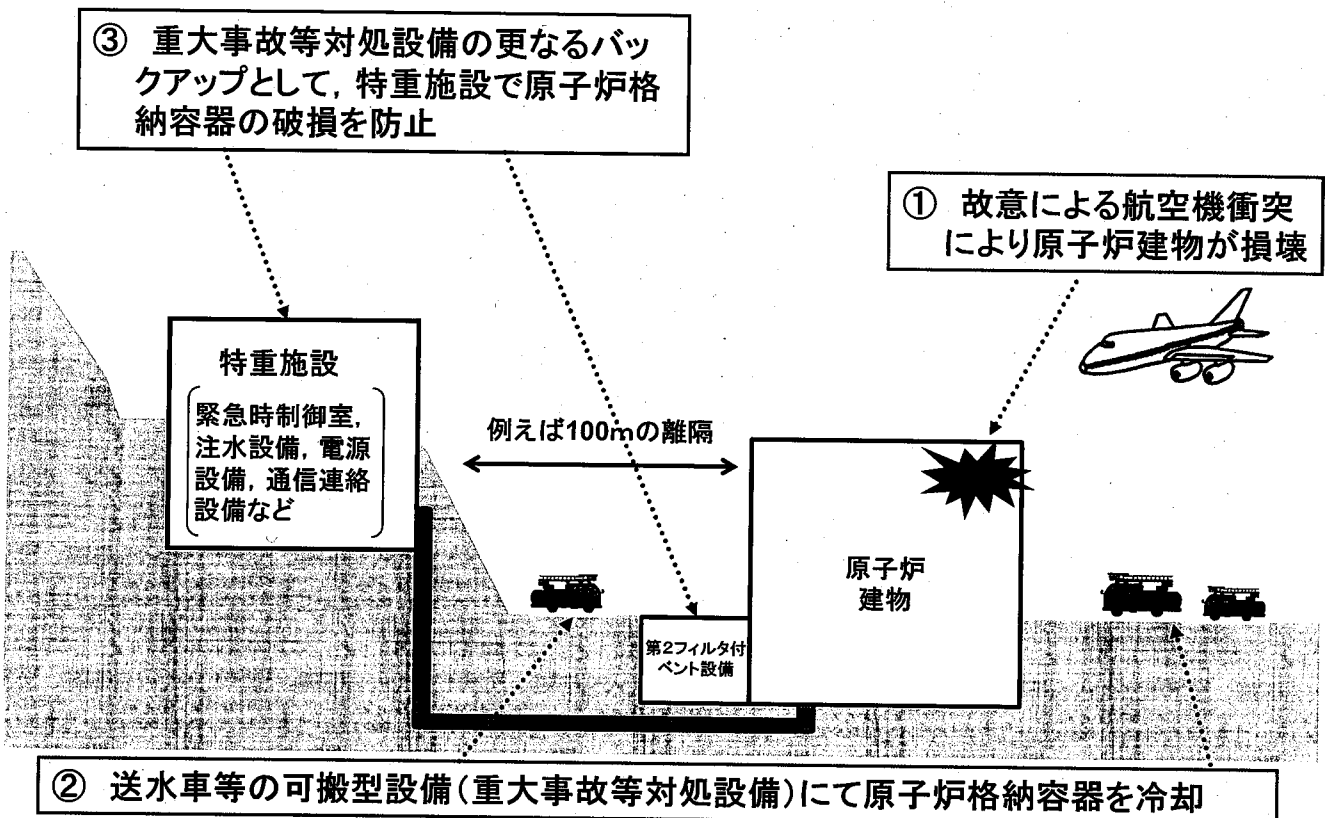 ③ 重大事故等対処設備の更なるバッ
クアップとして,特重施設で原子炉格
納容器の破損を防止
① 故意による航空機衝突
により原子炉建物が損壊
特重施設
緊急時制御室,
注水設備,電源
設備,通信連絡
設備など
例えば100mの離隔
原子炉
建物
第2フィルタ付
ベント設備
② 送水車等の可搬型設備(重大事故等対処設備)にて原子炉格納容器を冷却